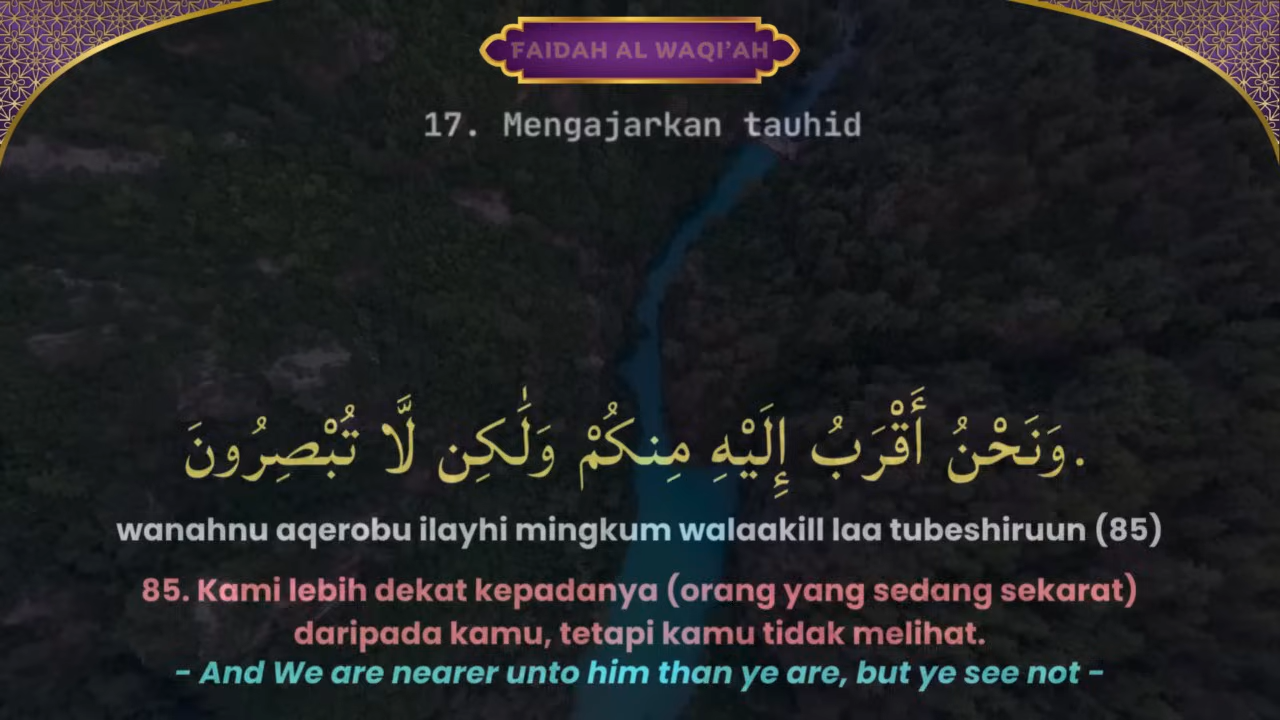 FAIDAH AL WAQI'AH
17. Mengajarkan tauhid
وَنَحْنُ أَقْرَبُ إِلَيْهِ مِنكُمْ وَلَٰكِن لَّا تُبْصِرُونَ.
wanahnu aqerobu ilayhi mingkum walaakill laa tubeshiruun (85)
85. Kami lebih dekat kepadanya (orang yang sedang sekarat)
daripada kamu, tetapi kamu tidak melihat.
- And We are nearer unto him than ye are, but ye see not -